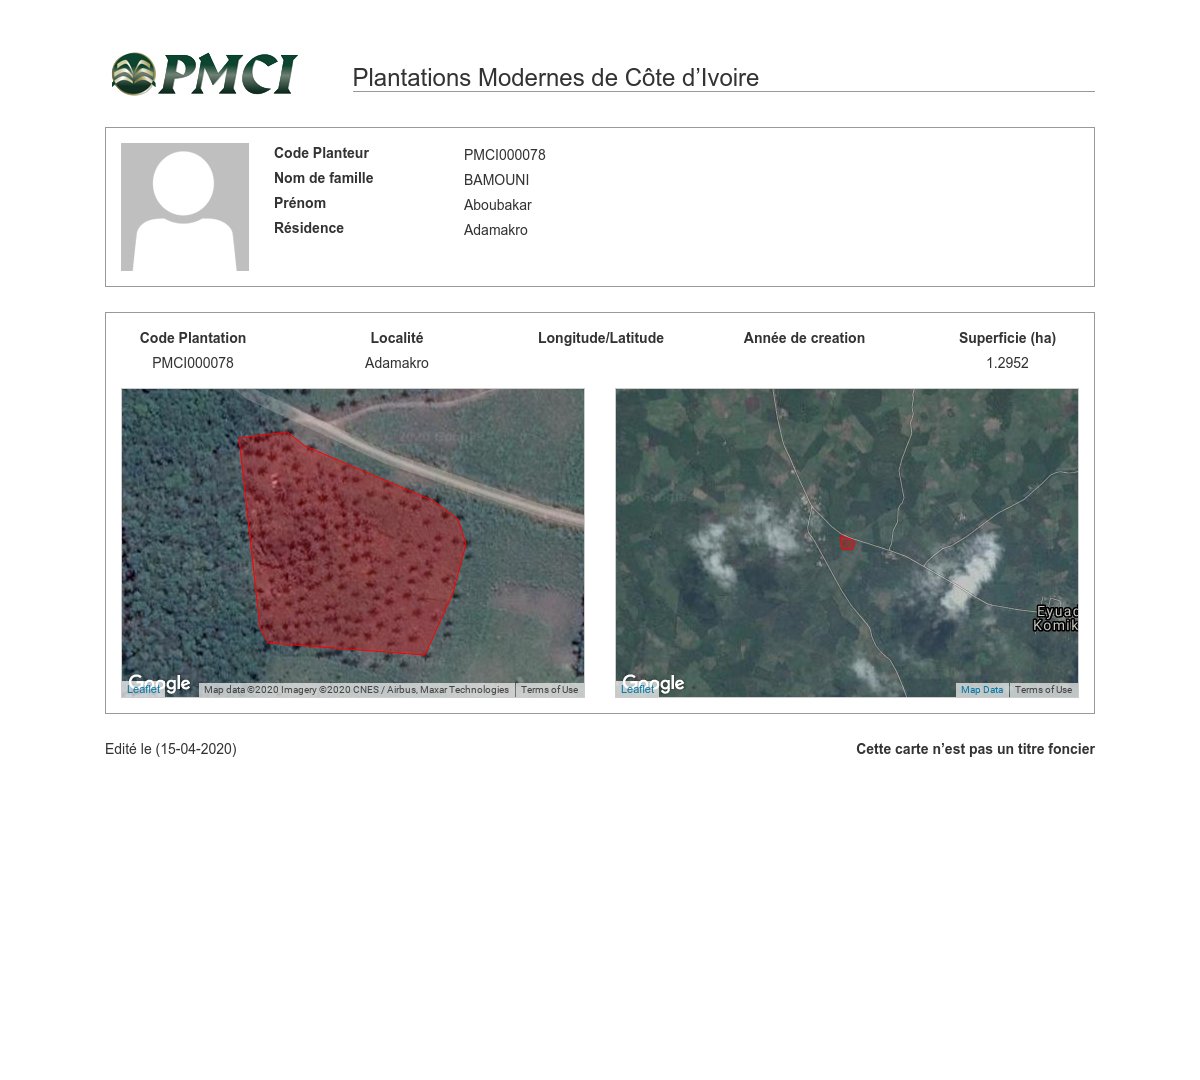 PMCI
Plantations Modernes de Côte d’Ivoire
Code Planteur PMCI000078
Nom de famille BAMOUNI
Prénom Aboubakar
Résidence Adamakro
Code Plantation Localité Longitude/Latitude Année de creation Superficie (ha)
PMCI000078 Adamakro 1.2952
Eyuad
Komik
Google Google
Leaflet Map data ©2020 Imagery ©2020 CNES / Airbus, Maxar Technologies Terms of Use Leaflet Map Data Terms of Use
Edité le (15-04-2020) Cette carte n’est pas un titre foncier